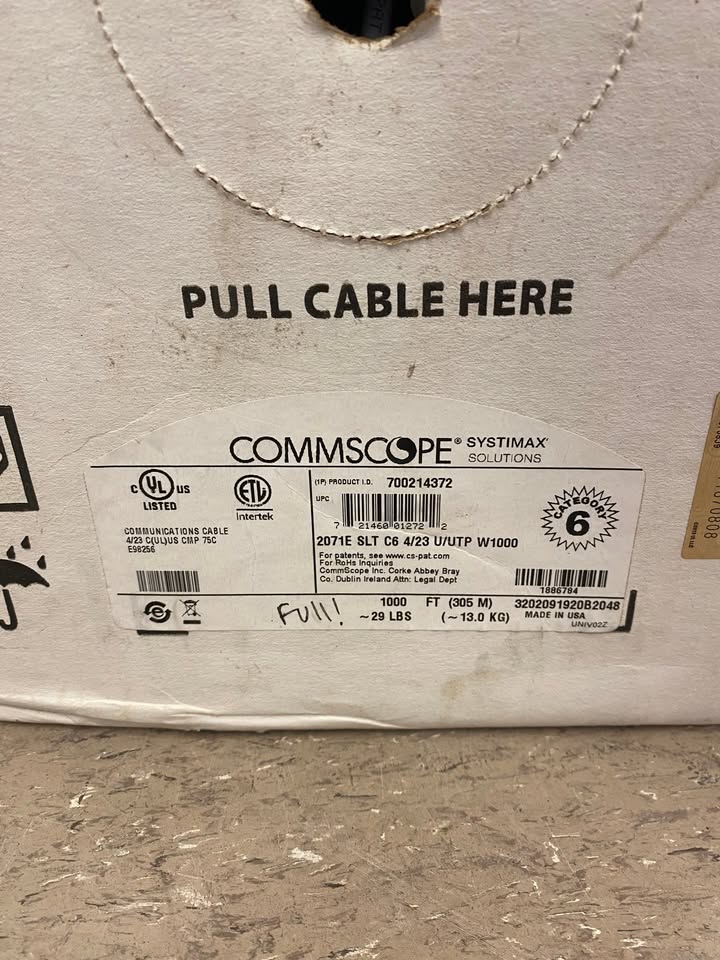 PULL CABLE HERE
COMMSCOPE® SYSTIMAX®
SOLUTIONS
C UL US
LISTED
ETL
Intertek
COMMUNICATIONS CABLE
4/23 C(UL)US CMP 75C
E98256
(1P) PRODUCT I.D. 700214372
UPC
7 21460 01272 2
2071E SLT C6 4/23 U/UTP W1000
For patents, see www.cs-pat.com
For RoHs Inquiries
CommScope Inc. Corke Abbey Bray
Co. Dublin Ireland Attn: Legal Dept
CATEGORY
6
1886784
Full!
1000 FT (305 M)
~29 LBS (~13.0 KG)
3202091920B2048
MADE IN USA
UNIV02Z